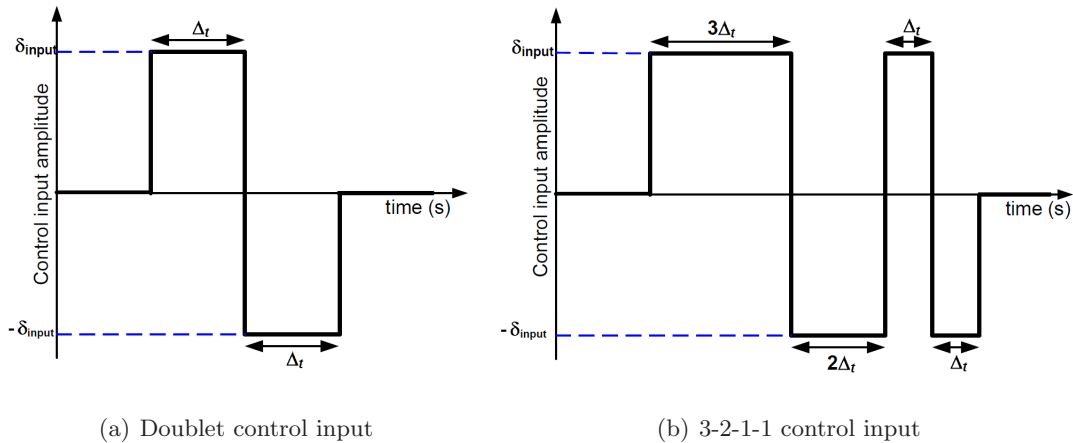 Δt
δinput
Control input amplitude
time (s)
- δinput
Δt
(a) Doublet control input
3Δt
Δt
δinput
Control input amplitude
time (s)
- δinput
2Δt
Δt
(b) 3-2-1-1 control input